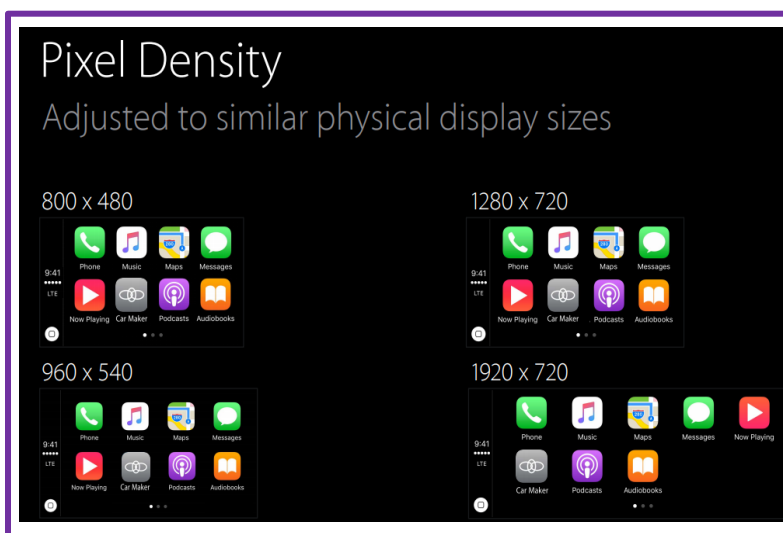 Pixel Density
Adjusted to similar physical display sizes
800 x 480
9:41
LTE
Phone Music Maps Messages
Now Playing Car Maker Podcasts Audiobooks
1280 x 720
9:41
LTE
Phone Music Maps Messages
Now Playing Car Maker Podcasts Audiobooks
960 x 540
9:41
LTE
Phone Music Maps Messages
Now Playing Car Maker Podcasts Audiobooks
1920 x 720
9:41
LTE
Phone Music Maps Messages Now Playing
Car Maker Podcasts Audiobooks